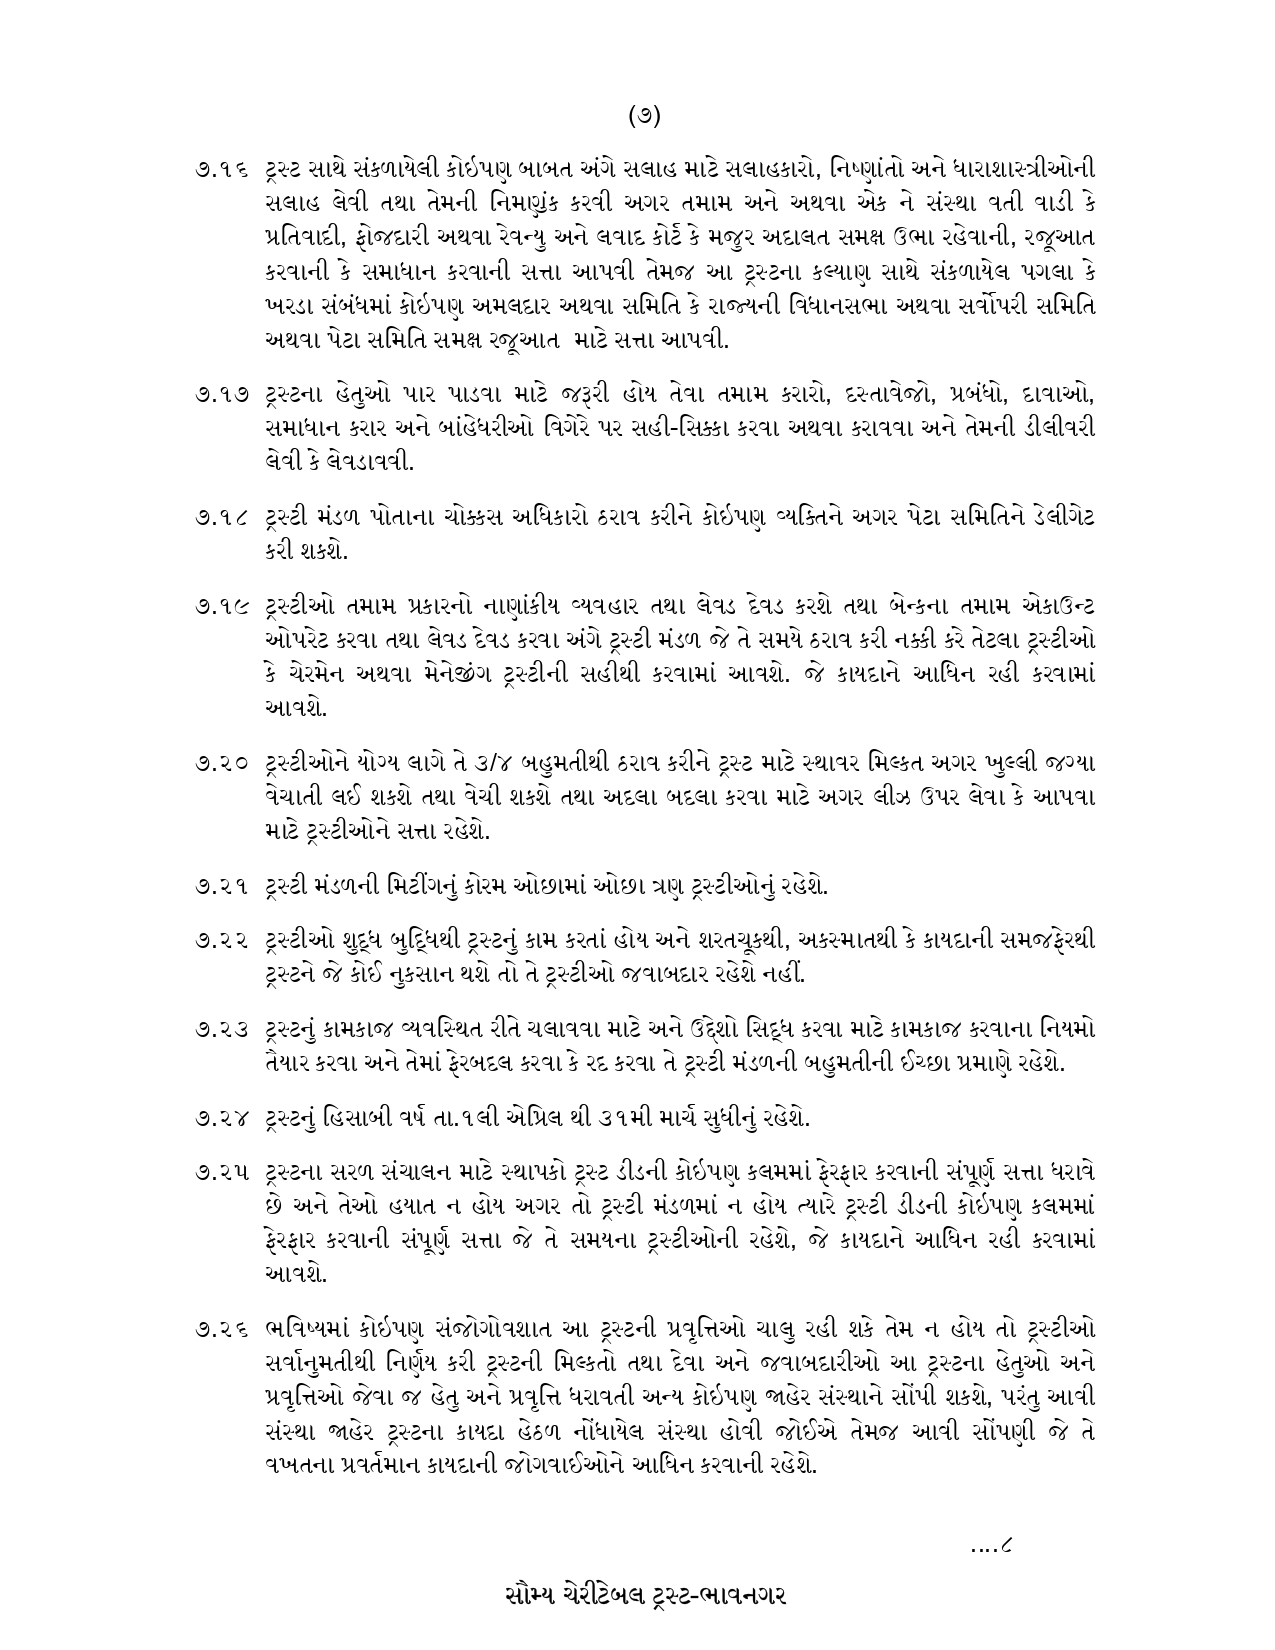 (૭)
૭.૧૬ ટ્રસ્ટ સાથે સંકળાયેલી કોઇપણ બાબત અંગે સલાહ માટે સલાહકારો, નિષ્ણાંતો અને ધારાશાસ્ત્રીઓની
સલાહ લેવી તથા તેમની નિમણુંક કરવી અગર તમામ અને અથવા એક ને સંસ્થા વતી વાડી કે
પ્રતિવાદી, ફોજદારી અથવા રેવન્યુ અને લવાદ કોર્ટ કે મજુર અદાલત સમક્ષ ઉભા રહેવાની, રજૂઆત
કરવાની કે સમાધાન કરવાની સત્તા આપવી તેમજ આ ટ્રસ્ટના કલ્યાણ સાથે સંકળાયેલ પગલા કે
ખરડા સંબંધમાં કોઇપણ અમલદાર અથવા સમિતિ કે રાજ્યની વિધાનસભા અથવા સર્વોપરી સમિતિ
અથવા પેટા સમિતિ સમક્ષ રજૂઆત માટે સત્તા આપવી.
૭.૧૭ ટ્રસ્ટના હેતુઓ પાર પાડવા માટે જરૂરી હોય તેવા તમામ કરારો, દસ્તાવેજો, પ્રબંધો, દાવાઓ,
સમાધાન કરાર અને બાંહેધરીઓ વિગેરે પર સહી-સિક્કા કરવા અથવા કરાવવા અને તેમની ડીલીવરી
લેવી કે લેવડાવવી.
૭.૧૮ ટ્રસ્ટી મંડળ પોતાના ચોક્કસ અધિકારો ઠરાવ કરીને કોઇપણ વ્યક્તિને અગર પેટા સમિતિને ડેલીગેટ
કરી શકશે.
૭.૧૯ ટ્રસ્ટીઓ તમામ પ્રકારનો નાણાંકીય વ્યવહાર તથા લેવડ દેવડ કરશે તથા બેન્કના તમામ એકાઉન્ટ
ઓપરેટ કરવા તથા લેવડ દેવડ કરવા અંગે ટ્રસ્ટી મંડળ જે તે સમયે ઠરાવ કરી નક્કી કરે તેટલા ટ્રસ્ટીઓ
કે ચેરમેન અથવા મેનેજીંગ ટ્રસ્ટીની સહીથી કરવામાં આવશે. જે કાયદાને આધિન રહી કરવામાં
આવશે.
૭.૨૦ ટ્રસ્ટીઓને યોગ્ય લાગે તે ૩/૪ બહુમતીથી ઠરાવ કરીને ટ્રસ્ટ માટે સ્થાવર મિલ્કત અગર ખુલ્લી જગ્યા
વેચાતી લઈ શકશે તથા વેચી શકશે તથા અદલા બદલા કરવા માટે અગર લીઝ ઉપર લેવા કે આપવા
માટે ટ્રસ્ટીઓને સત્તા રહેશે.
૭.૨૧ ટ્રસ્ટી મંડળની મિટીંગનું કોરમ ઓછામાં ઓછા ત્રણ ટ્રસ્ટીઓનું રહેશે.
૭.૨૨ ટ્રસ્ટીઓ શુદ્ધ બુદ્ધિથી ટ્રસ્ટનું કામ કરતાં હોય અને શરતચૂકથી, અકસ્માતથી કે કાયદાની સમજફેરથી
ટ્રસ્ટને જે કોઈ નુકસાન થશે તો તે ટ્રસ્ટીઓ જવાબદાર રહેશે નહીં.
૭.૨૩ ટ્રસ્ટનું કામકાજ વ્યવસ્થિત રીતે ચલાવવા માટે અને ઉદ્દેશો સિદ્ધ કરવા માટે કામકાજ કરવાના નિયમો
તૈયાર કરવા અને તેમાં ફેરબદલ કરવા કે રદ કરવા તે ટ્રસ્ટી મંડળની બહુમતીની ઈચ્છા પ્રમાણે રહેશે.
૭.૨૪ ટ્રસ્ટનું હિસાબી વર્ષ તા.૧લી એપ્રિલ થી ૩૧મી માર્ચ સુધીનું રહેશે.
૭.૨૫ ટ્રસ્ટના સરળ સંચાલન માટે સ્થાપકો ટ્રસ્ટ ડીડની કોઇપણ કલમમાં ફેરફાર કરવાની સંપૂર્ણ સત્તા ધરાવે
છે અને તેઓ હયાત ન હોય અગર તો ટ્રસ્ટી મંડળમાં ન હોય ત્યારે ટ્રસ્ટી ડીડની કોઇપણ કલમમાં
ફેરફાર કરવાની સંપૂર્ણ સત્તા જે તે સમયના ટ્રસ્ટીઓની રહેશે, જે કાયદાને આધિન રહી કરવામાં
આવશે.
૭.૨૬ ભવિષ્યમાં કોઇપણ સંજોગોવશાત આ ટ્રસ્ટની પ્રવૃત્તિઓ ચાલુ રહી શકે તેમ ન હોય તો ટ્રસ્ટીઓ
સર્વાનુમતીથી નિર્ણય કરી ટ્રસ્ટની મિલ્કતો તથા દેવા અને જવાબદારીઓ આ ટ્રસ્ટના હેતુઓ અને
પ્રવૃત્તિઓ જેવા જ હેતુ અને પ્રવૃત્તિ ધરાવતી અન્ય કોઇપણ જાહેર સંસ્થાને સોંપી શકશે, પરંતુ આવી
સંસ્થા જાહેર ટ્રસ્ટના કાયદા હેઠળ નોંધાયેલ સંસ્થા હોવી જોઈએ તેમજ આવી સોંપણી જે તે
વખતના પ્રવર્તમાન કાયદાની જોગવાઈઓને આધિન કરવાની રહેશે.
....૮
સૌમ્ય ચેરીટેબલ ટ્રસ્ટ-ભાવનગર